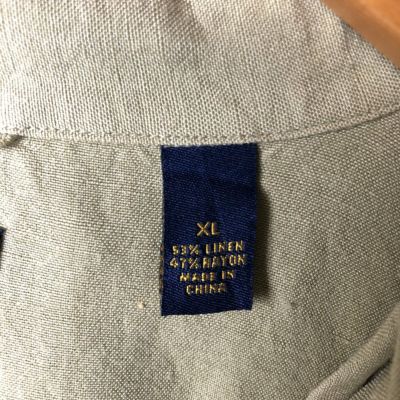 XL
53% LINEN
47% RAYON
MADE IN
CHINA